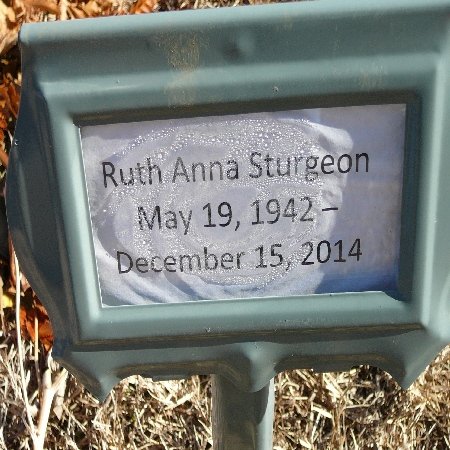 Ruth Anna Sturgeon
May 19, 1942 –
December 15, 2014